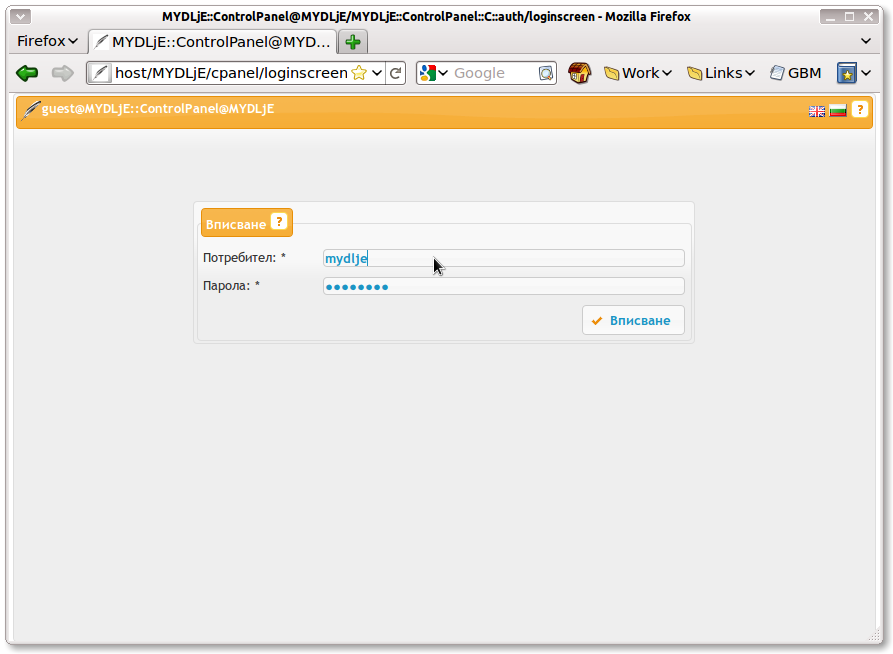 MYDLjE::ControlPanel@MYDLjE/MYDLjE::ControlPanel::C::auth/loginscreen - Mozilla Firefox
Firefox MYDLjE::ControlPanel@MYD...
host/MYDLjE/cpanel/loginscreen Google Work Links GBM
guest@MYDLjE::ControlPanel@MYDLjE ?
Вписване ?
Потребител: * mydlje
Парола: * ●●●●●●●●
Вписване